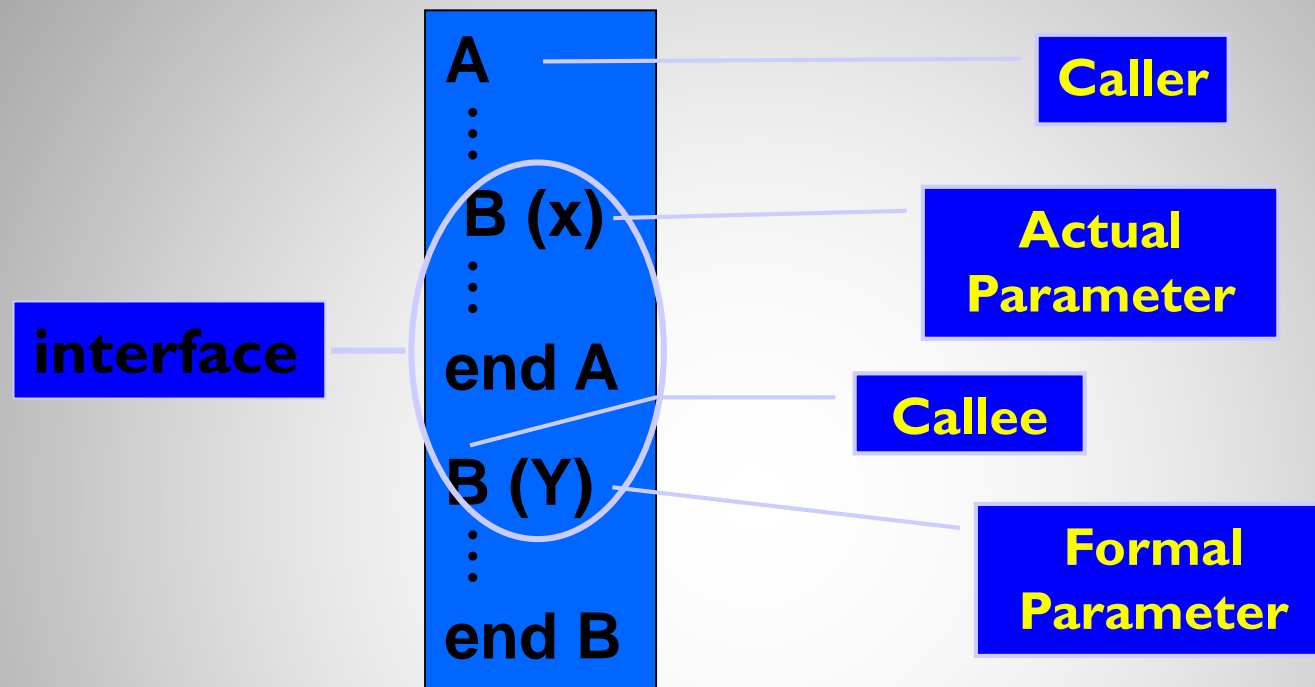 A
B (x)
end A
B (Y)
end B
interface
Caller
Actual
Parameter
Callee
Formal
Parameter